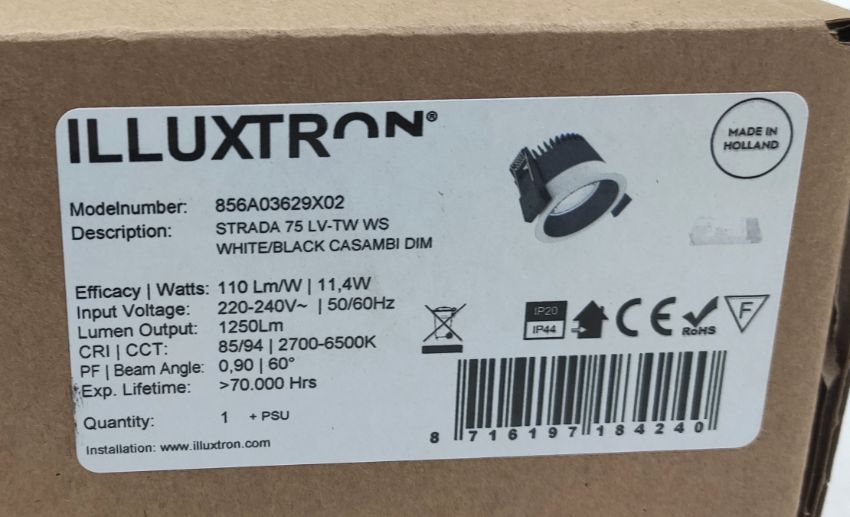 ILLUXTRON®
MADE IN
HOLLAND
Modelnumber: 856A03629X02
Description: STRADA 75 LV-TW WS
WHITE/BLACK CASAMBI DIM
Efficacy | Watts: 110 Lm/W | 11,4W
Input Voltage: 220-240V~ | 50/60Hz
Lumen Output: 1250Lm
CRI | CCT: 85/94 | 2700-6500K
PF | Beam Angle: 0,90 | 60°
Exp. Lifetime: >70.000 Hrs
Quantity: 1 + PSU
Installation: www.illuxtron.com
IP20
IP44
CE
RoHS
F
8 716197 184240